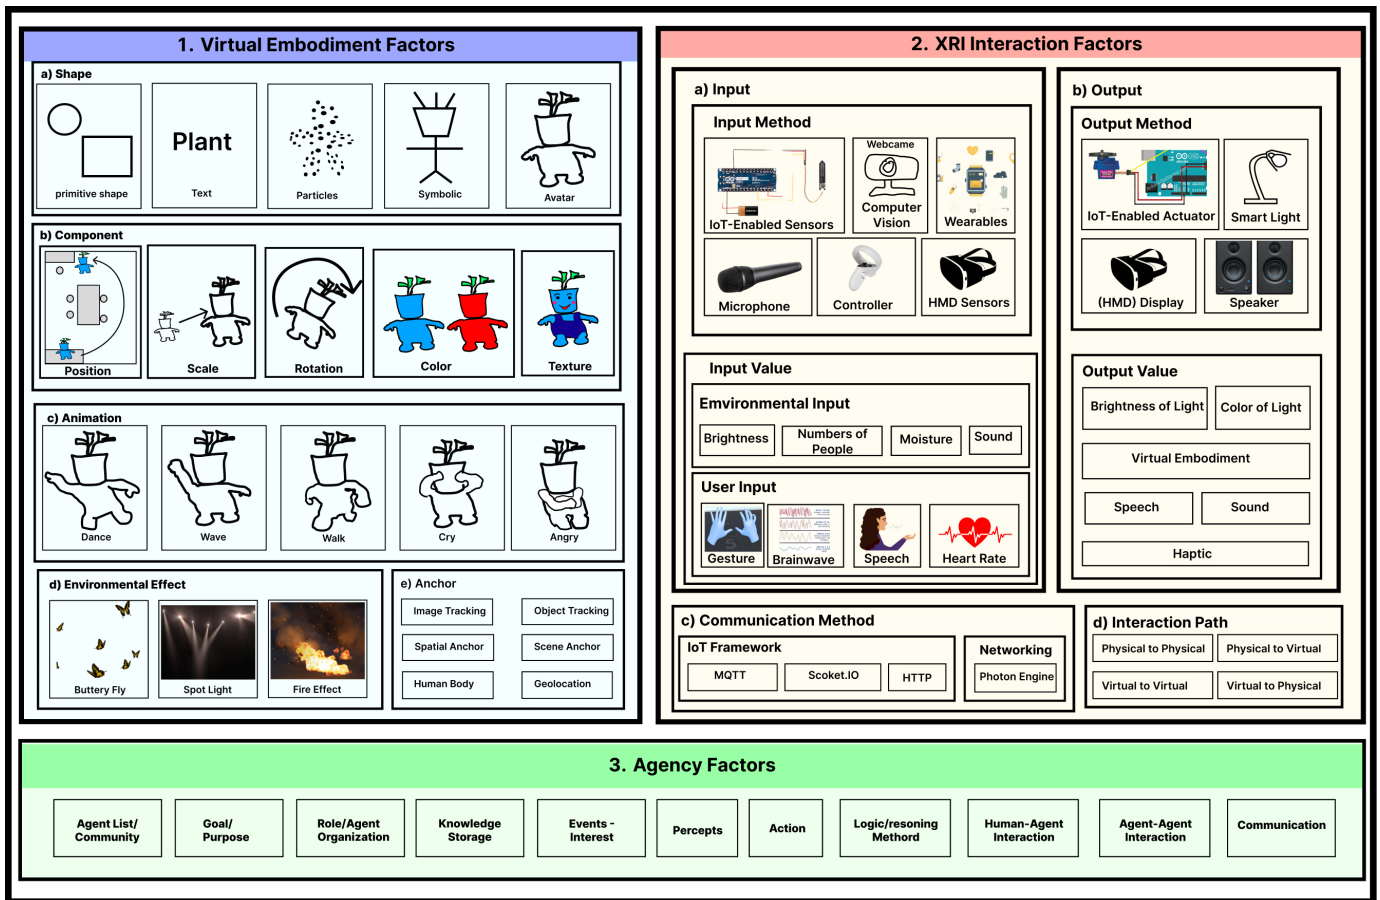 1. Virtual Embodiment Factors
a) Shape
primitive shape
Plant
Text
Particles
Symbolic
Avatar
b) Component
Position
Scale
Rotation
Color
Texture
c) Animation
Dance
Wave
Walk
Cry
Angry
d) Environmental Effect
Buttery Fly
Spot Light
Fire Effect
e) Anchor
Image Tracking
Object Tracking
Spatial Anchor
Scene Anchor
Human Body
Geolocation
2. XRI Interaction Factors
a) Input
Input Method
IoT-Enabled Sensors
Webcame
Computer
Vision
Wearables
Microphone
Controller
HMD Sensors
Input Value
Emvironmental Input
Brightness
Numbers of
People
Moisture
Sound
User Input
Gesture
Brainwave
Speech
Heart Rate
b) Output
Output Method
IoT-Enabled Actuator
Smart Light
(HMD) Display
Speaker
Output Value
Brightness of Light
Color of Light
Virtual Embodiment
Speech
Sound
Haptic
c) Communication Method
IoT Framework
MQTT
Scoket.IO
HTTP
Networking
Photon Engine
d) Interaction Path
Physical to Physical
Physical to Virtual
Virtual to Virtual
Virtual to Physical
3. Agency Factors
Agent List/
Community
Goal/
Purpose
Role/Agent
Organization
Knowledge
Storage
Events -
Interest
Percepts
Action
Logic/resoning
Methord
Human-Agent
Interaction
Agent-Agent
Interaction
Communication